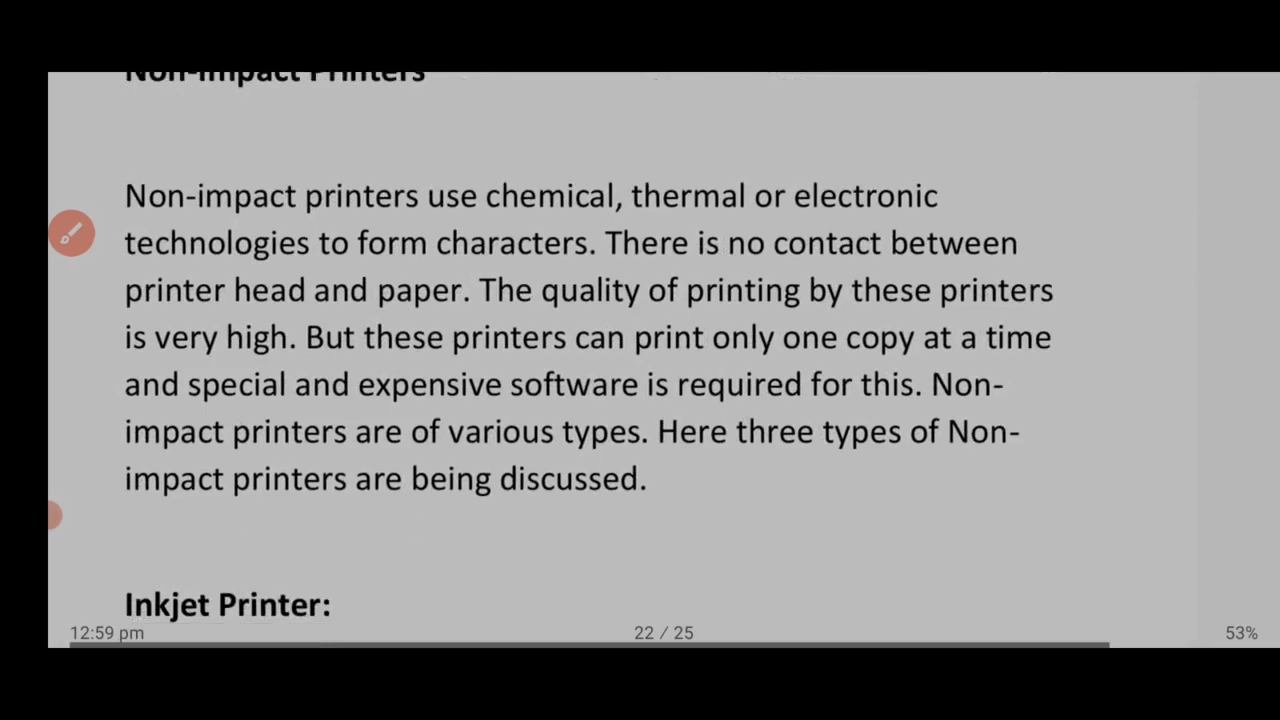 Non-Impact Printers
Non-impact printers use chemical, thermal or electronic
technologies to form characters. There is no contact between
printer head and paper. The quality of printing by these printers
is very high. But these printers can print only one copy at a time
and special and expensive software is required for this. Non-
impact printers are of various types. Here three types of Non-
impact printers are being discussed.
Inkjet Printer:
12:59 pm 22 / 25 53%